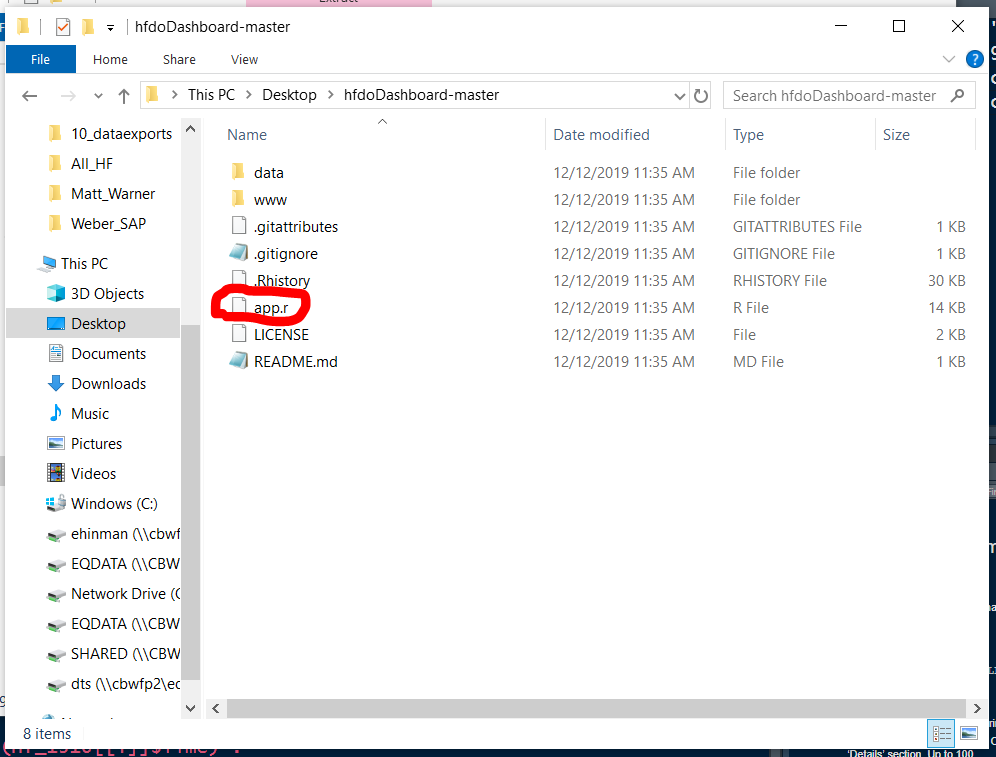 Extract
hfdoDashboard-master
File Home Share View
This PC Desktop hfdoDashboard-master Search hfdoDashboard-master
Name Date modified Type Size
10_dataexports
All_HF
Matt_Warner
Weber_SAP
This PC
3D Objects
Desktop
Documents
Downloads
Music
Pictures
Videos
Windows (C:)
ehinman (\\cbwf
EQDATA (\\CBW
Network Drive (
EQDATA (\\CBW
SHARED (\\CBW
dts (\\cbwfp2\ec
data 12/12/2019 11:35 AM File folder
www 12/12/2019 11:35 AM File folder
.gitattributes 12/12/2019 11:35 AM GITATTRIBUTES File 1 KB
.gitignore 12/12/2019 11:35 AM GITIGNORE File 1 KB
.Rhistory 12/12/2019 11:35 AM RHISTORY File 30 KB
app.r 12/12/2019 11:35 AM R File 14 KB
LICENSE 12/12/2019 11:35 AM File 2 KB
README.md 12/12/2019 11:35 AM MD File 1 KB
8 items
'Details' section. Up to 100